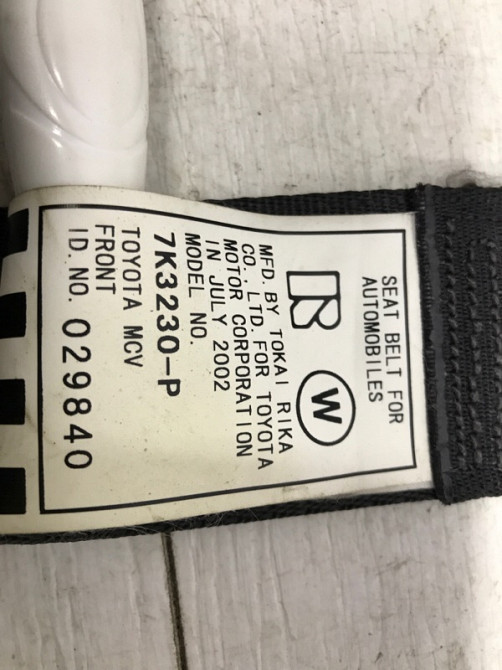 SEAT BELT FOR
AUTOMOBILES
R W
MFD. BY TOKAI RIKA
CO., LTD. FOR TOYOTA
MOTOR CORPORATION
IN JULY 2002
MODEL NO.
7K3230-P
TOYOTA MCV
FRONT
ID. NO. 029840